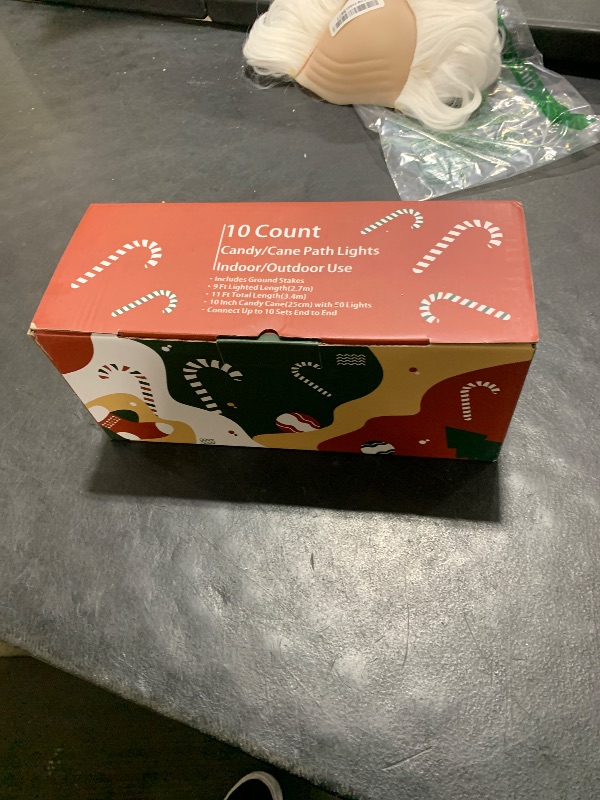 10 Count
Candy/Cane Path Lights
Indoor/Outdoor Use
· Includes Ground Stakes
· 9 Ft Lighted Length(2.7m)
· 11 Ft Total Length(3.4m)
· 10 Inch Candy Cane(25cm) with 50 Lights
· Connect Up to 10 Sets End to End